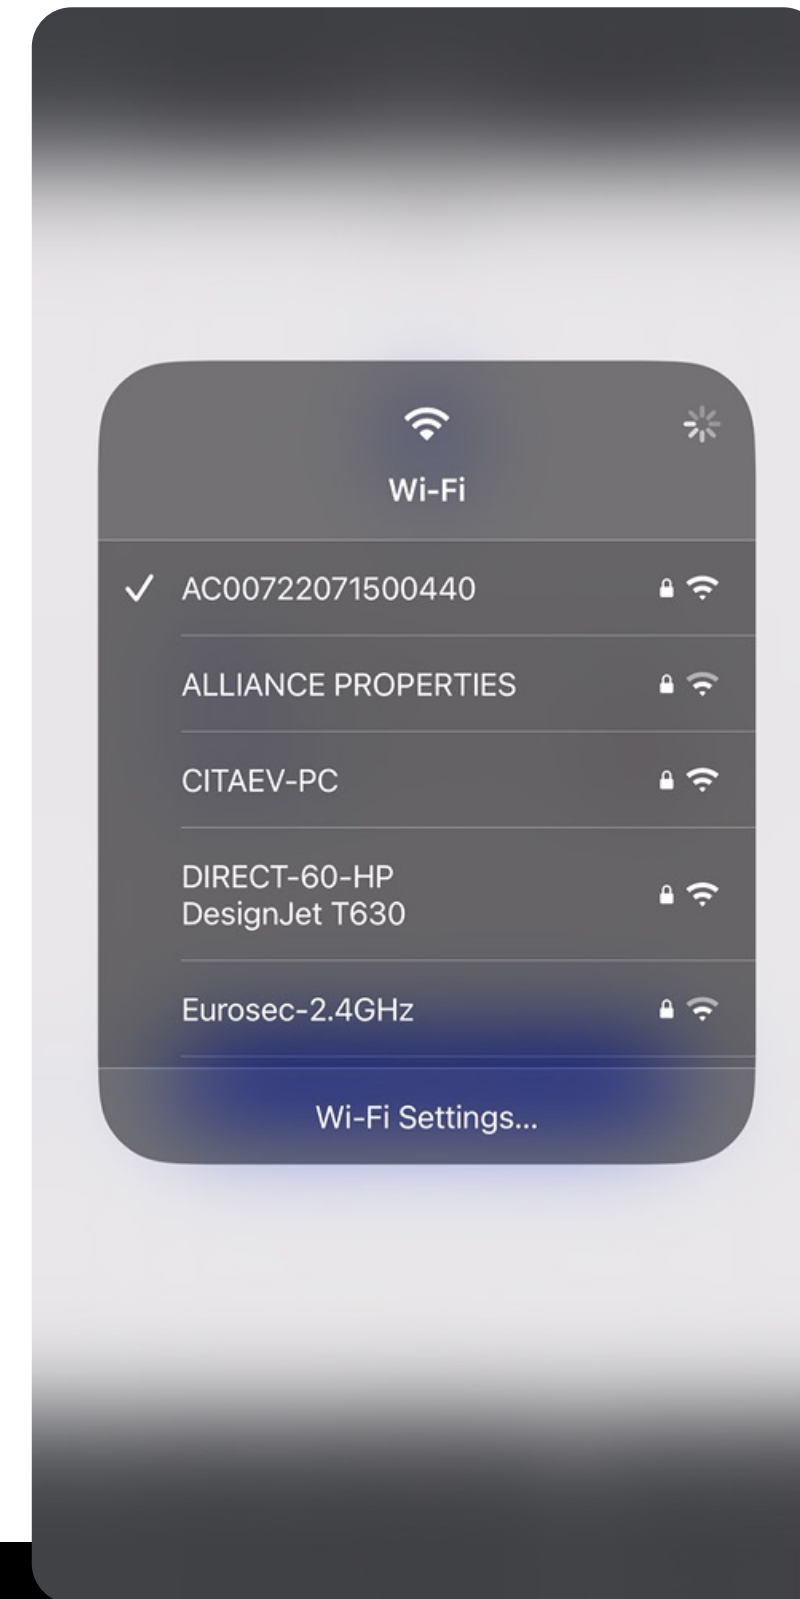 Wi-Fi
AC00722071500440
ALLIANCE PROPERTIES
CITAEV-PC
DIRECT-60-HP
DesignJet T630
Eurosec-2.4GHz
Wi-Fi Settings...